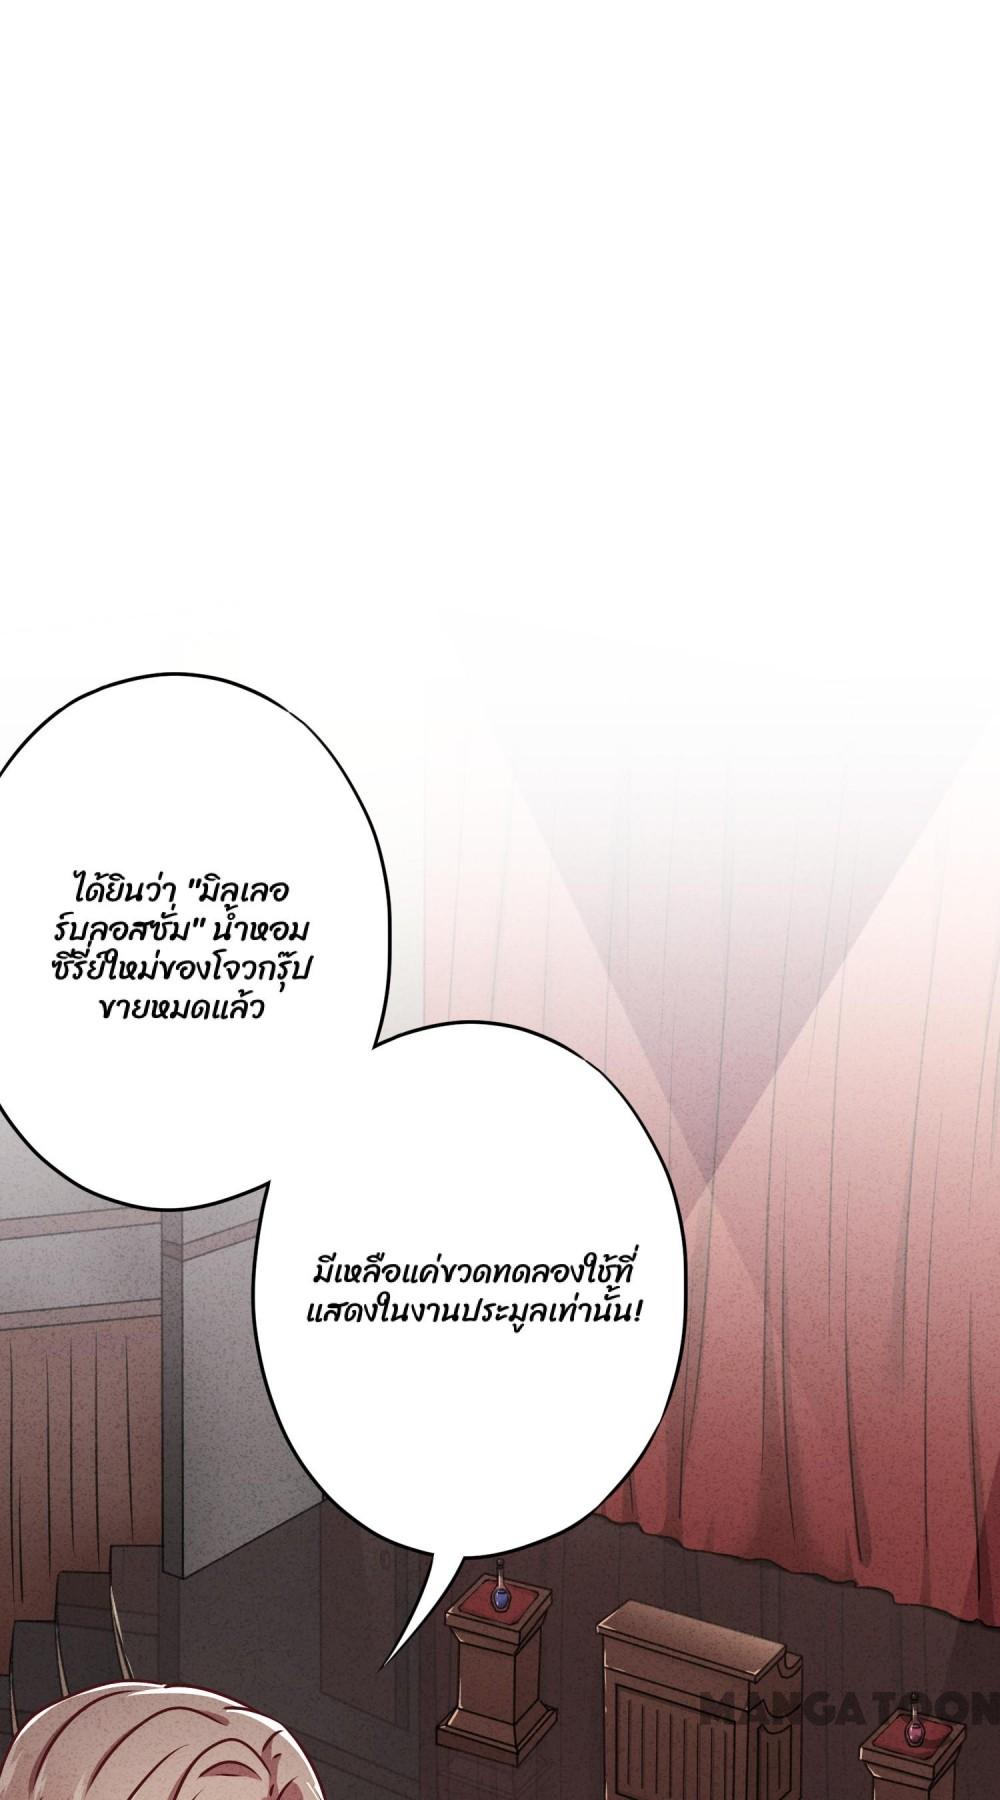 ได้ยินว่า "มิลเลอ
ร์บลอสซั่ม" น้ำหอม
ซีรี่ย์ใหม่ของโจวกรุ๊ป
ขายหมดแล้ว
มีเหลือแค่ขวดทดลองใช้ที่
แสดงในงานประมูลเท่านั้น!
MANGATOON